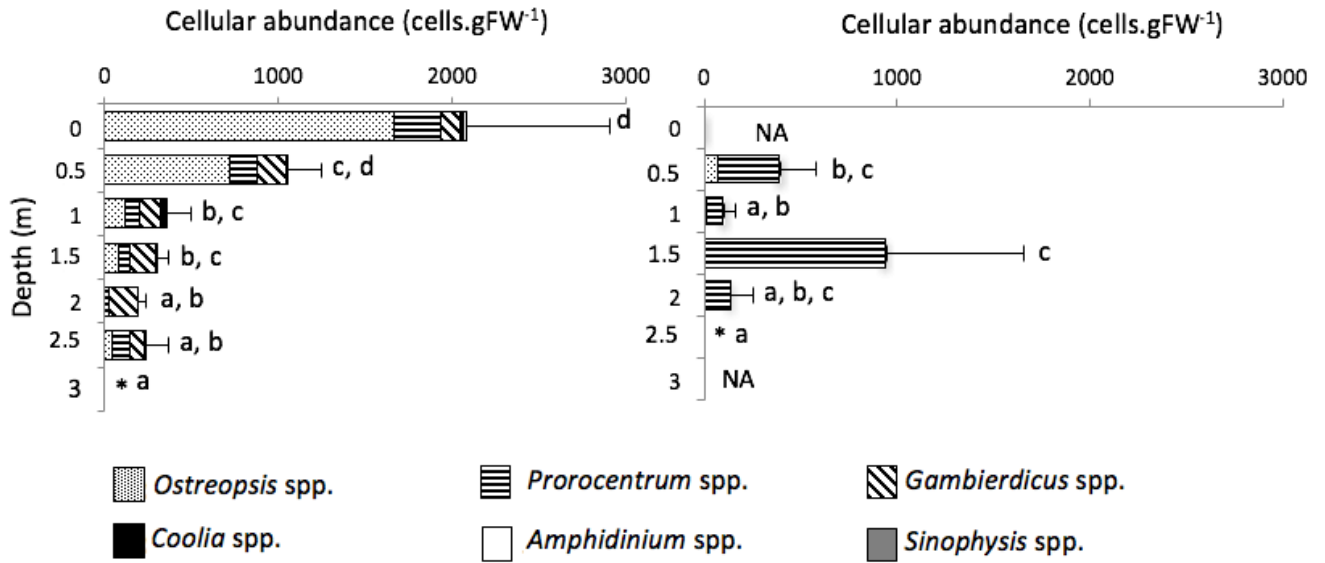 Cellular abundance (cells.gFW⁻¹)
0 1000 2000 3000
Depth (m)
0 d
0.5 c, d
1 b, c
1.5 b, c
2 a, b
2.5 a, b
3 * a
Cellular abundance (cells.gFW⁻¹)
0 1000 2000 3000
0 NA
0.5 b, c
1 a, b
1.5 c
2 a, b, c
2.5 * a
3 NA
Ostreopsis spp. Prorocentrum spp. Gambierdicus spp.
Coolia spp. Amphidinium spp. Sinophysis spp.